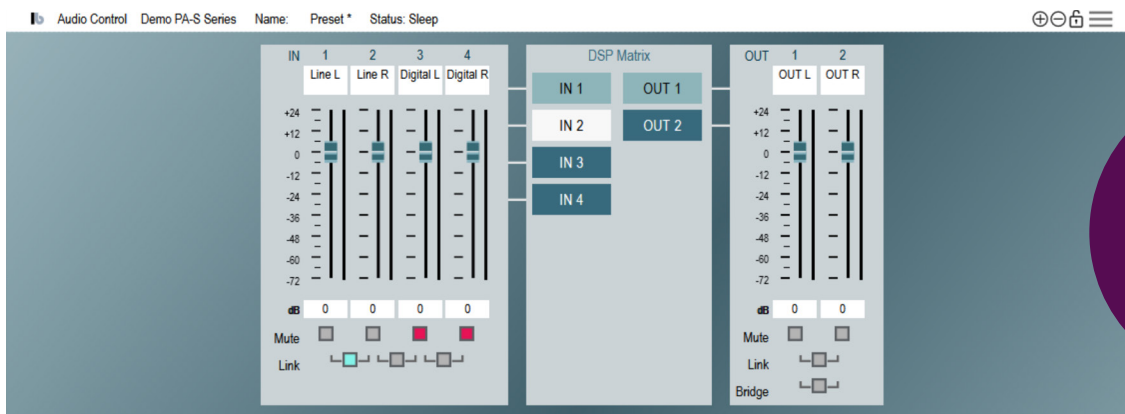 lb Audio Control Demo PA-S Series Name: Preset * Status: Sleep
IN 1 2 3 4
Line L Line R Digital L Digital R
+24
+12
0
-12
-24
-36
-48
-60
-72
dB 0 0 0 0
Mute
Link
DSP Matrix
IN 1 OUT 1
IN 2 OUT 2
IN 3
IN 4
OUT 1 2
OUT L OUT R
+24
+12
0
-12
-24
-36
-48
-60
-72
dB 0 0
Mute
Link
Bridge